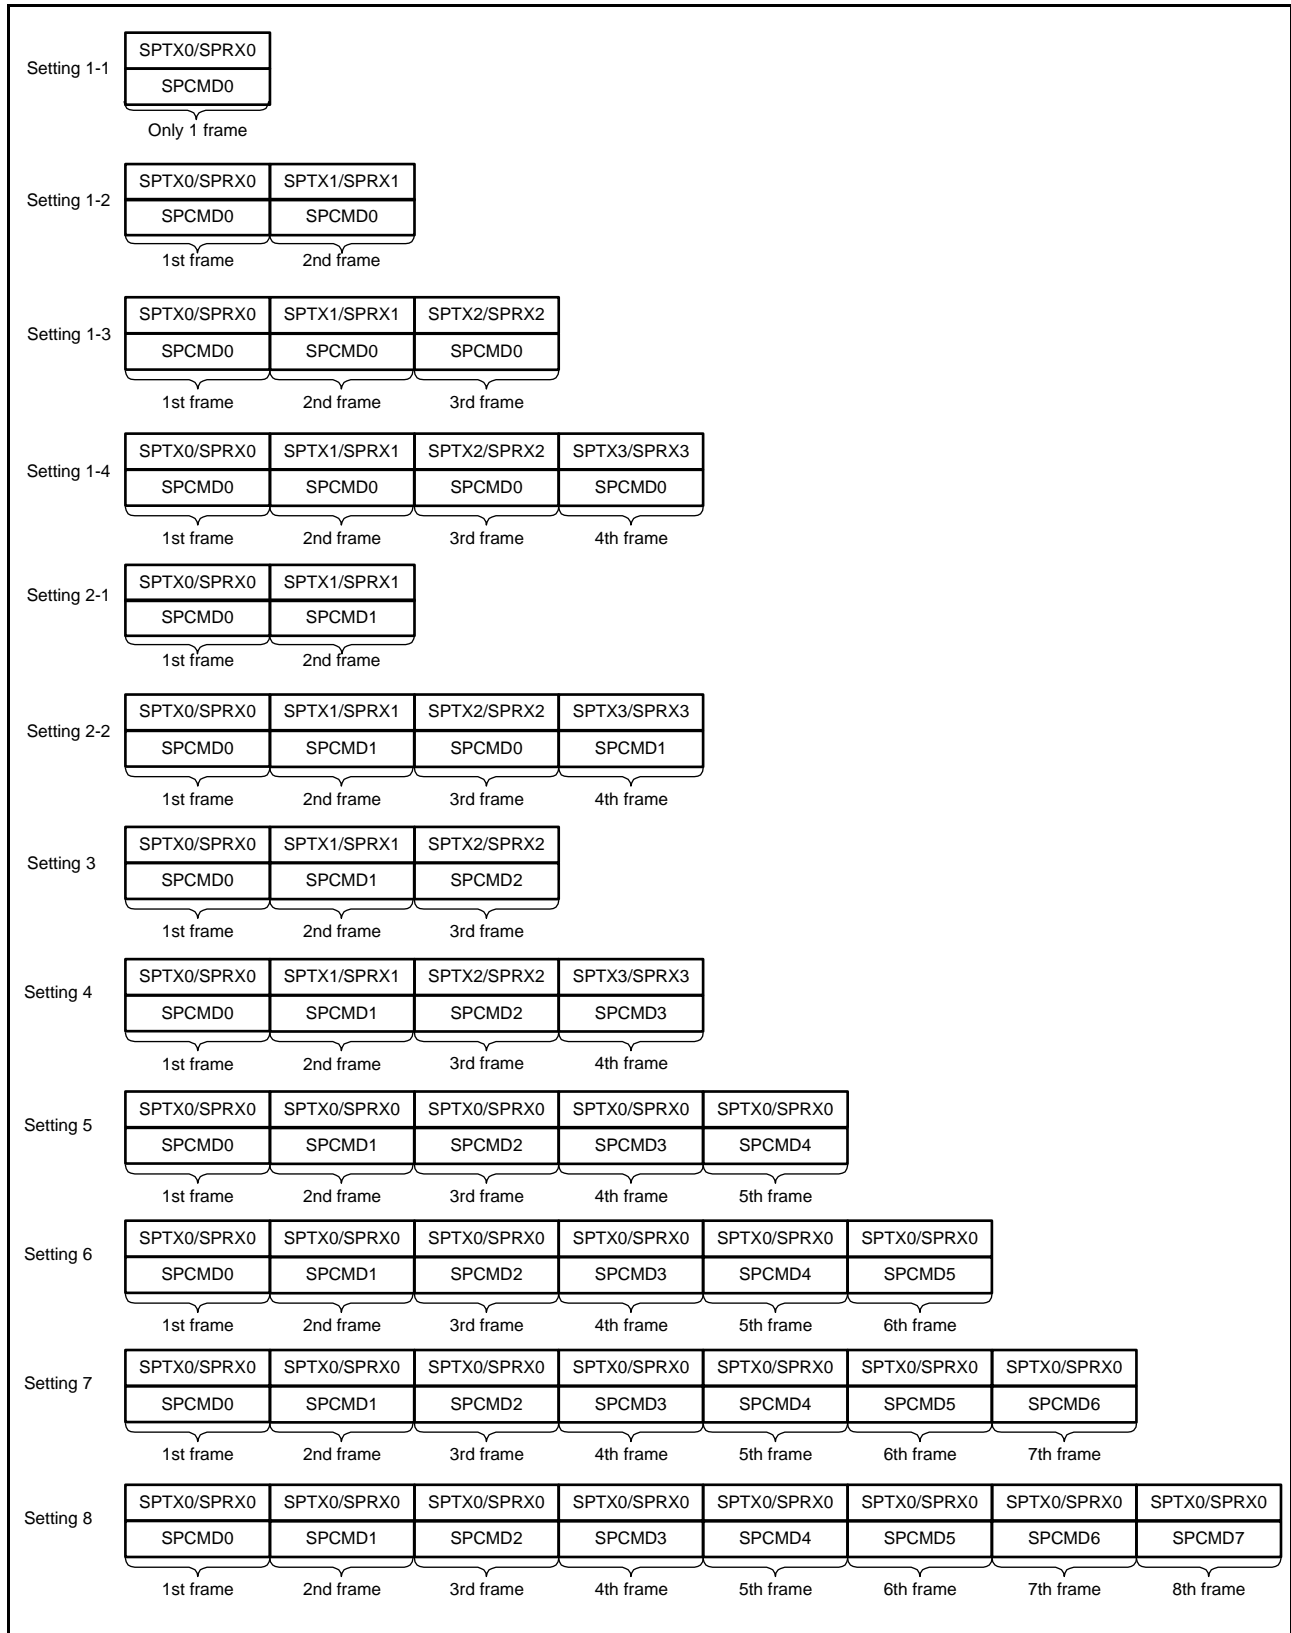 SPTX0/SPRX0
Setting 1-1
SPCMD0
Only 1 frame
SPTX0/SPRX0 SPTX1/SPRX1
Setting 1-2
SPCMD0 SPCMD0
1st frame 2nd frame
SPTX0/SPRX0 SPTX1/SPRX1 SPTX2/SPRX2
Setting 1-3
SPCMD0 SPCMD0 SPCMD0
1st frame 2nd frame 3rd frame
SPTX0/SPRX0 SPTX1/SPRX1 SPTX2/SPRX2 SPTX3/SPRX3
Setting 1-4
SPCMD0 SPCMD0 SPCMD0 SPCMD0
1st frame 2nd frame 3rd frame 4th frame
SPTX0/SPRX0 SPTX1/SPRX1
Setting 2-1
SPCMD0 SPCMD1
1st frame 2nd frame
SPTX0/SPRX0 SPTX1/SPRX1 SPTX2/SPRX2 SPTX3/SPRX3
Setting 2-2
SPCMD0 SPCMD1 SPCMD0 SPCMD1
1st frame 2nd frame 3rd frame 4th frame
SPTX0/SPRX0 SPTX1/SPRX1 SPTX2/SPRX2
Setting 3
SPCMD0 SPCMD1 SPCMD2
1st frame 2nd frame 3rd frame
SPTX0/SPRX0 SPTX1/SPRX1 SPTX2/SPRX2 SPTX3/SPRX3
Setting 4
SPCMD0 SPCMD1 SPCMD2 SPCMD3
1st frame 2nd frame 3rd frame 4th frame
SPTX0/SPRX0 SPTX0/SPRX0 SPTX0/SPRX0 SPTX0/SPRX0 SPTX0/SPRX0
Setting 5
SPCMD0 SPCMD1 SPCMD2 SPCMD3 SPCMD4
1st frame 2nd frame 3rd frame 4th frame 5th frame
SPTX0/SPRX0 SPTX0/SPRX0 SPTX0/SPRX0 SPTX0/SPRX0 SPTX0/SPRX0 SPTX0/SPRX0
Setting 6
SPCMD0 SPCMD1 SPCMD2 SPCMD3 SPCMD4 SPCMD5
1st frame 2nd frame 3rd frame 4th frame 5th frame 6th frame
SPTX0/SPRX0 SPTX0/SPRX0 SPTX0/SPRX0 SPTX0/SPRX0 SPTX0/SPRX0 SPTX0/SPRX0 SPTX0/SPRX0
Setting 7
SPCMD0 SPCMD1 SPCMD2 SPCMD3 SPCMD4 SPCMD5 SPCMD6
1st frame 2nd frame 3rd frame 4th frame 5th frame 6th frame 7th frame
SPTX0/SPRX0 SPTX0/SPRX0 SPTX0/SPRX0 SPTX0/SPRX0 SPTX0/SPRX0 SPTX0/SPRX0 SPTX0/SPRX0 SPTX0/SPRX0
Setting 8
SPCMD0 SPCMD1 SPCMD2 SPCMD3 SPCMD4 SPCMD5 SPCMD6 SPCMD7
1st frame 2nd frame 3rd frame 4th frame 5th frame 6th frame 7th frame 8th frame